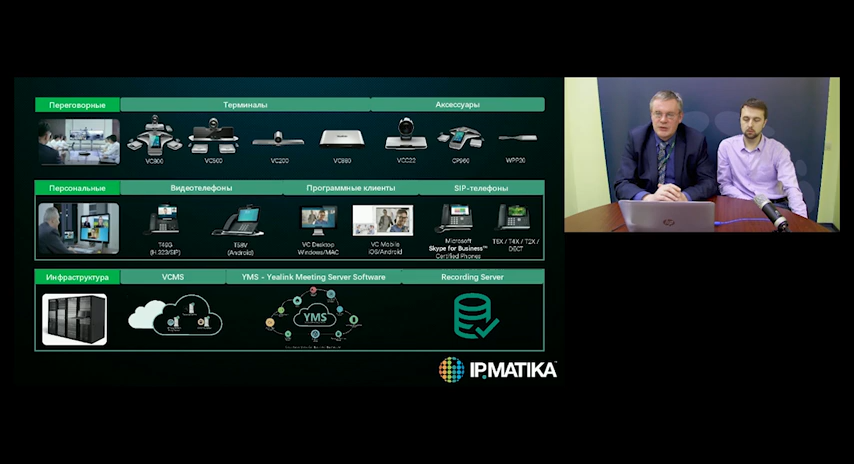 Переговорные
Терминалы
Аксессуары
VC800
VC500
VC200
VC880
VCC22
CP960
WPP20
Персональные
Видеотелефоны
Программные клиенты
SIP-телефоны
T49G
(H.323/SIP)
T58V
(Android)
VC Desktop
Windows/MAC
VC Mobile
iOS/Android
Microsoft
Skype for Business™
Certified Phones
T5X / T4X / T2X /
DECT
Инфраструктура
VCMS
YMS - Yealink Meeting Server Software
Recording Server
YMS
IP.MATIKA
hp